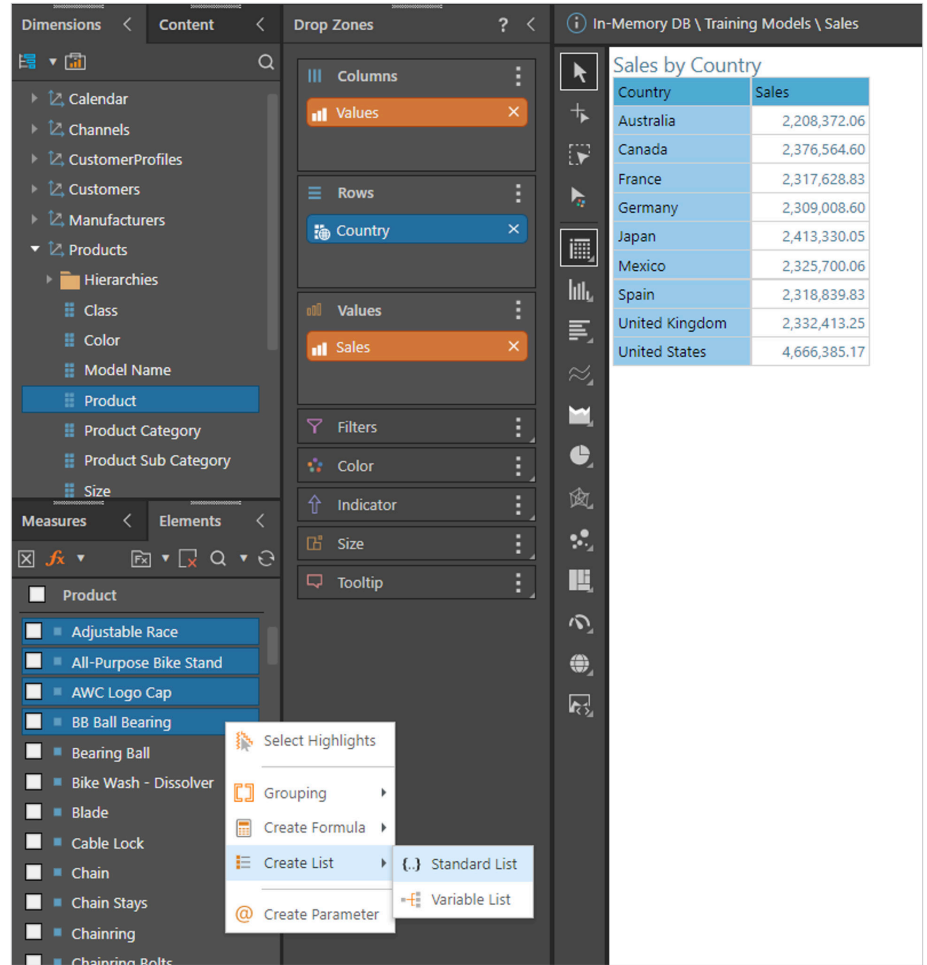 Dimensions
Content
Drop Zones
?
In-Memory DB \ Training Models \ Sales
Calendar
Channels
CustomerProfiles
Customers
Manufacturers
Products
Hierarchies
Class
Color
Model Name
Product
Product Category
Product Sub Category
Size
Measures
Elements
fx
Fx
Product
Adjustable Race
All-Purpose Bike Stand
AWC Logo Cap
BB Ball Bearing
Bearing Ball
Bike Wash - Dissolver
Blade
Cable Lock
Chain
Chain Stays
Chainring
Chainring Bolts
Columns
Values
Rows
Country
Values
Sales
Filters
Color
Indicator
Size
Tooltip
Select Highlights
Grouping
Create Formula
Create List
@ Create Parameter
{..} Standard List
Variable List
Sales by Country
Country Sales
Australia 2,208,372.06
Canada 2,376,564.60
France 2,317,628.83
Germany 2,309,008.60
Japan 2,413,330.05
Mexico 2,325,700.06
Spain 2,318,839.83
United Kingdom 2,332,413.25
United States 4,666,385.17